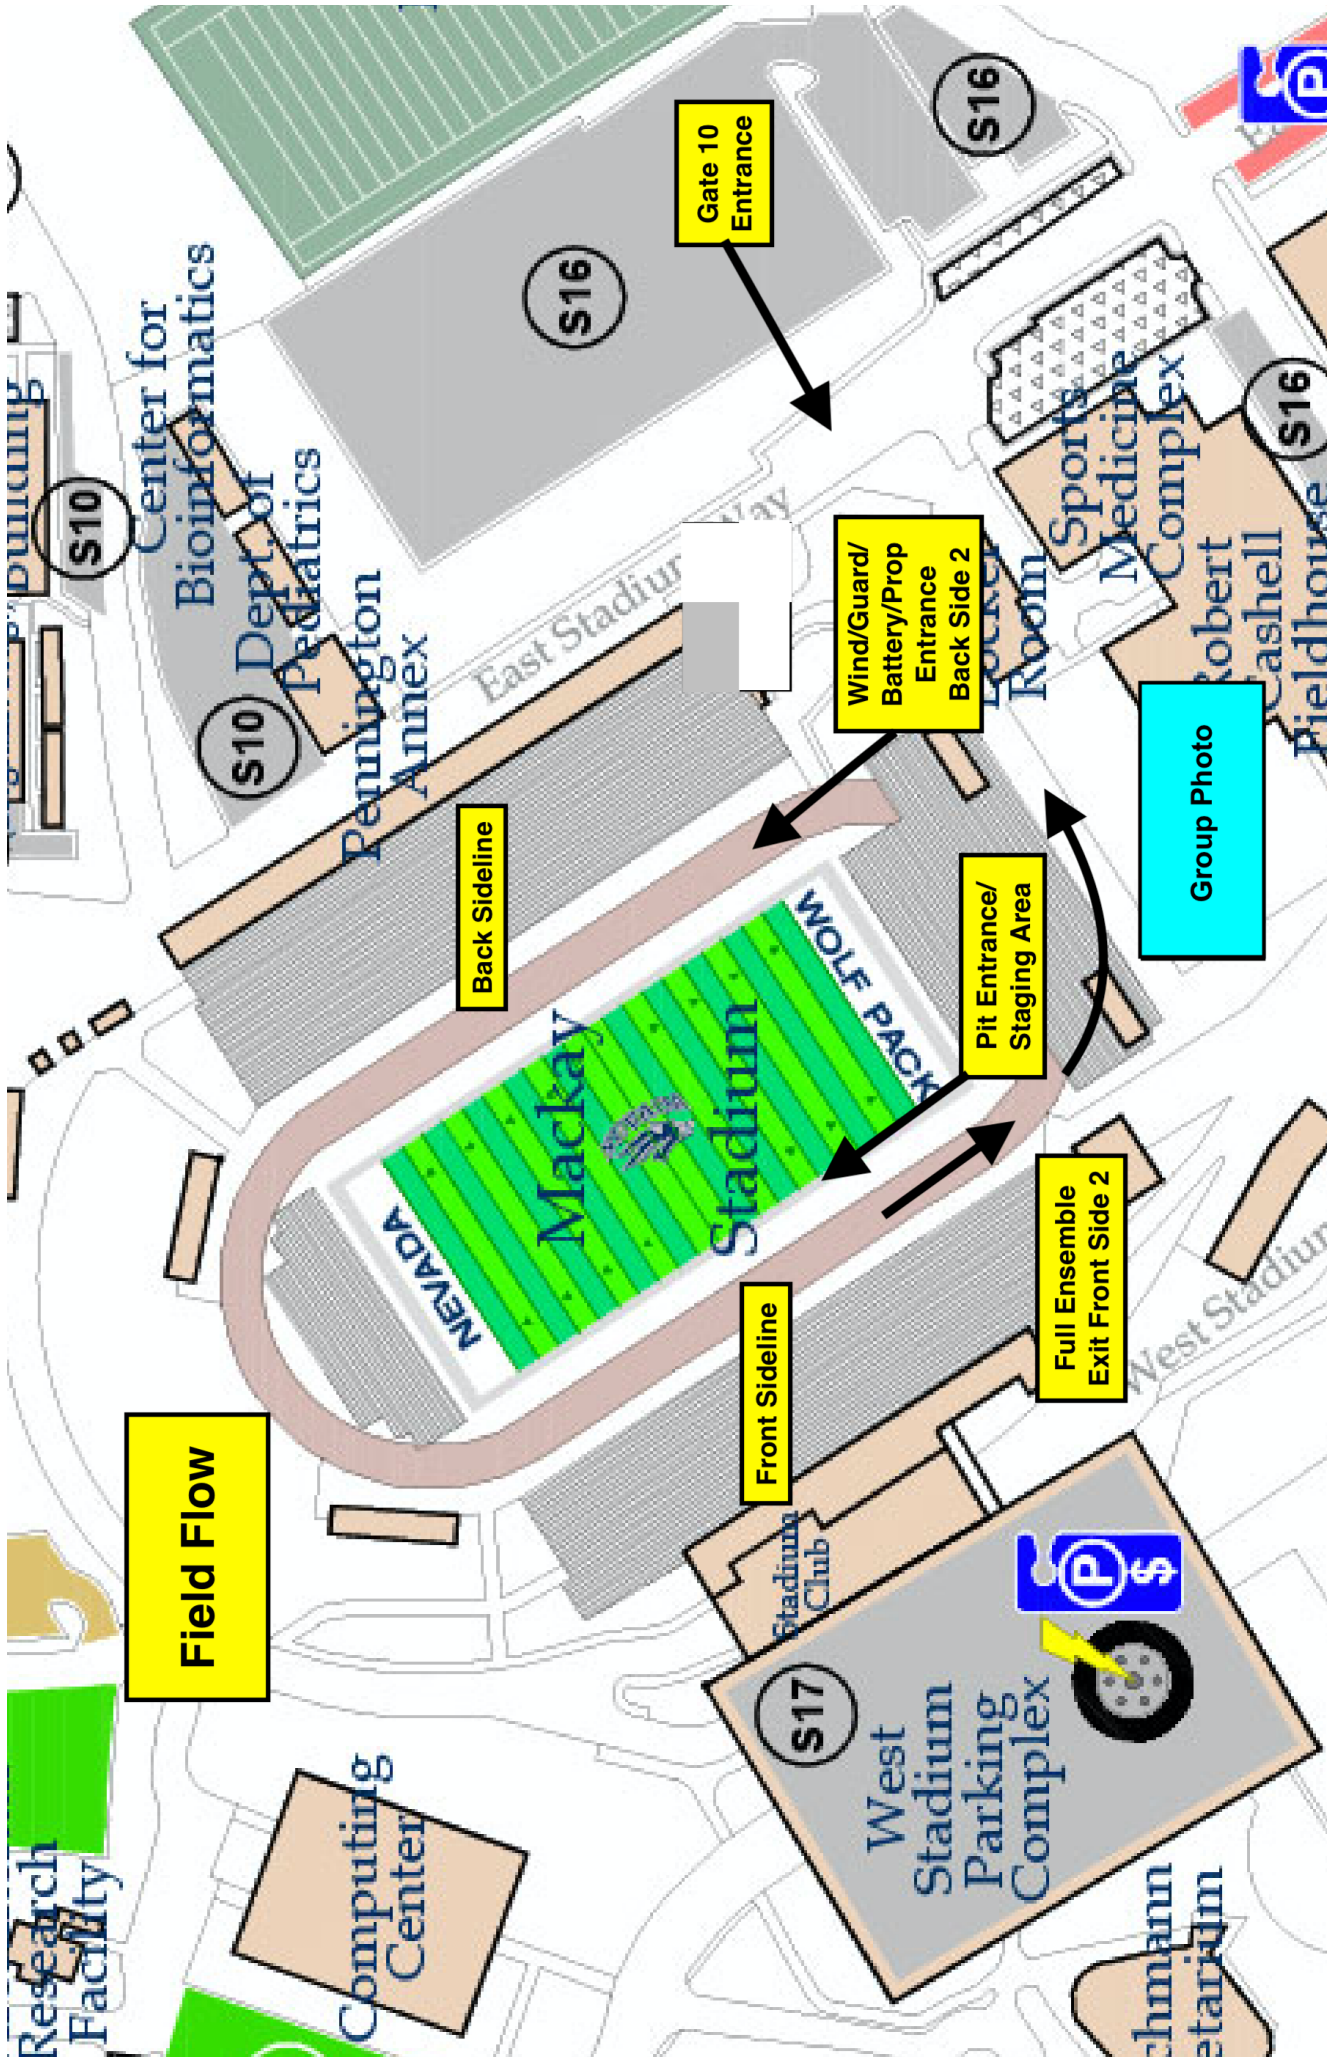 Field Flow
Research
Facility
Computing
Center
Building
S10
Center for
Bioinformatics
Dept. of
Pediatrics
S10
Pennington
Annex
Back Sideline
East Stadium Way
S16
Gate 10
Entrance
S16
S16
NEVADA
Mackay
Stadium
WOLF PACK
Wind/Guard/
Battery/Prop
Entrance
Back Side 2
Room
Sports
Medicine
Complex
Robert
Cashell
Fieldhouse
Pit Entrance/
Staging Area
Group Photo
Front Sideline
Full Ensemble
Exit Front Side 2
West Stadium
Stadium
Club
S17
West
Stadium
Parking
Complex
P
$
P